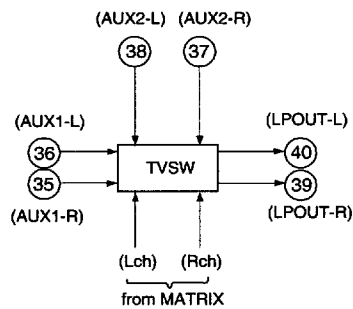 (AUX2-L) (AUX2-R)
38 37
(AUX1-L) (LPOUT-L)
36 TVSW 40
35 39
(AUX1-R) (LPOUT-R)
(Lch) (Rch)
from MATRIX